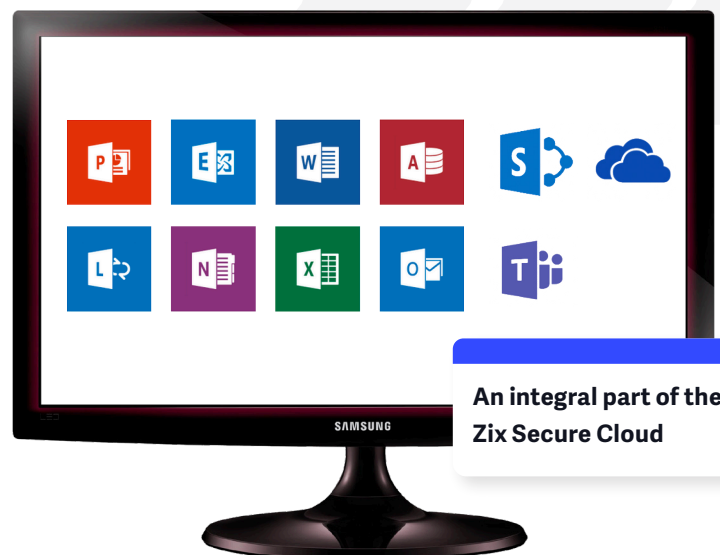 P E W A S
L N X O T
SAMSUNG
An integral part of the
Zix Secure Cloud